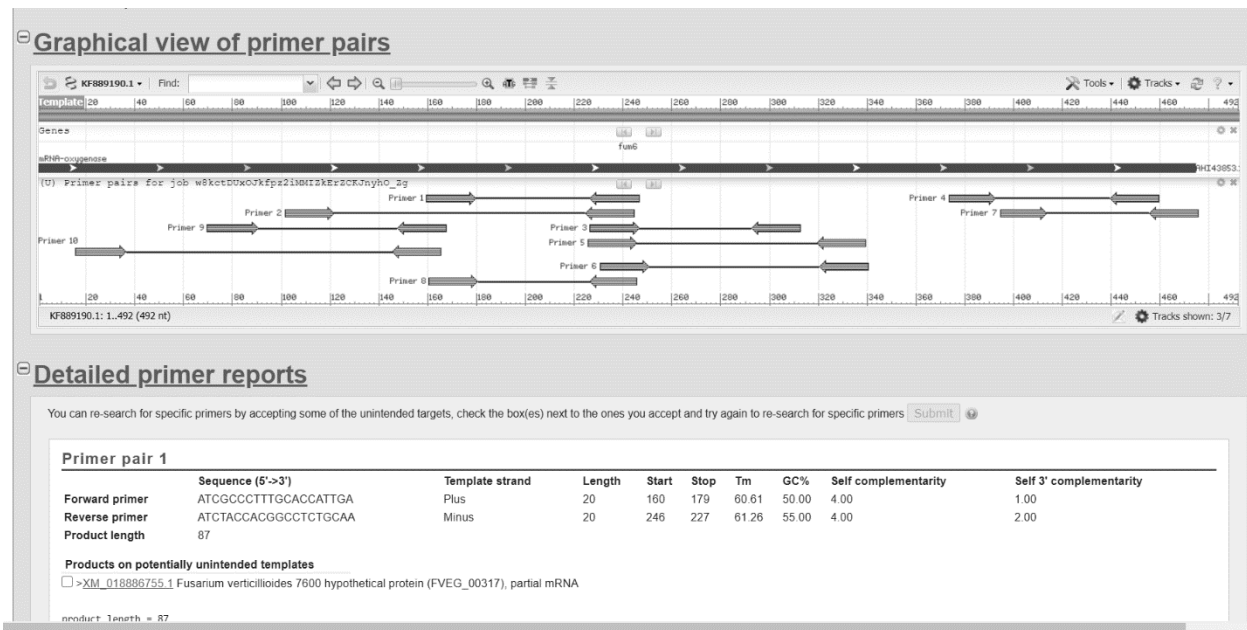 Graphical view of primer pairs
KF889190.1 Find: Tools Tracks ?
Template 20 40 60 80 100 120 140 160 180 200 220 240 260 280 300 320 340 360 380 400 420 440 460 492
Genes
fum6
mRNA-oxygenase
(U) Primer pairs for job
Primer 1 Primer 4
Primer 2 Primer 7
Primer 9 Primer 3
Primer 10 Primer 5
Primer 6
Primer 8
1 20 40 60 80 100 120 140 160 180 200 220 240 260 280 300 320 340 360 380 400 420 440 460 492
KF889190.1: 1..492 (492 nt) Tracks shown: 3/7
Detailed primer reports
You can re-search for specific primers by accepting some of the unintended targets, check the box(es) next to the ones you accept and try again to re-search for specific primers Submit
Primer pair 1
Sequence (5'->3') Template strand Length Start Stop Tm GC% Self complementarity Self 3' complementarity
Forward primer ATCGCCCTTTGCACCATTGA Plus 20 160 179 60.61 50.00 4.00 1.00
Reverse primer ATCTACCACGGCCTCTGCAA Minus 20 246 227 61.26 55.00 4.00 2.00
Product length 87
Products on potentially unintended templates
>XM_018886755.1 Fusarium verticillioides 7600 hypothetical protein (FVEG_00317), partial mRNA
product length = 87